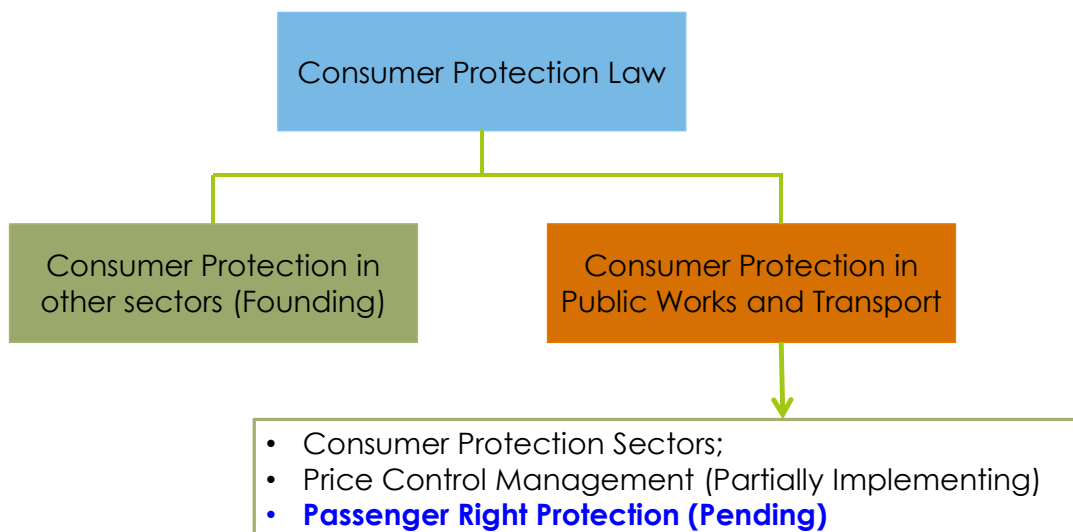 Consumer Protection Law
Consumer Protection in
other sectors (Founding)
Consumer Protection in
Public Works and Transport
• Consumer Protection Sectors;
• Price Control Management (Partially Implementing)
• Passenger Right Protection (Pending)